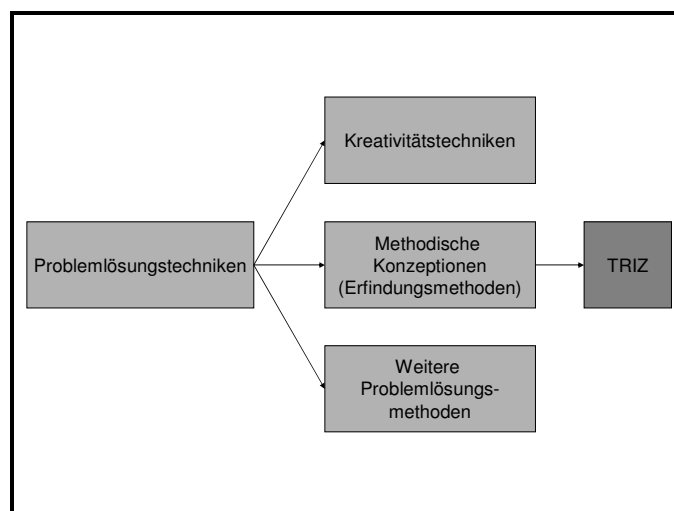 Kreativitätstechniken
Problemlösungstechniken
Methodische
Konzeptionen
(Erfindungsmethoden)
TRIZ
Weitere
Problemlösungs-
methoden